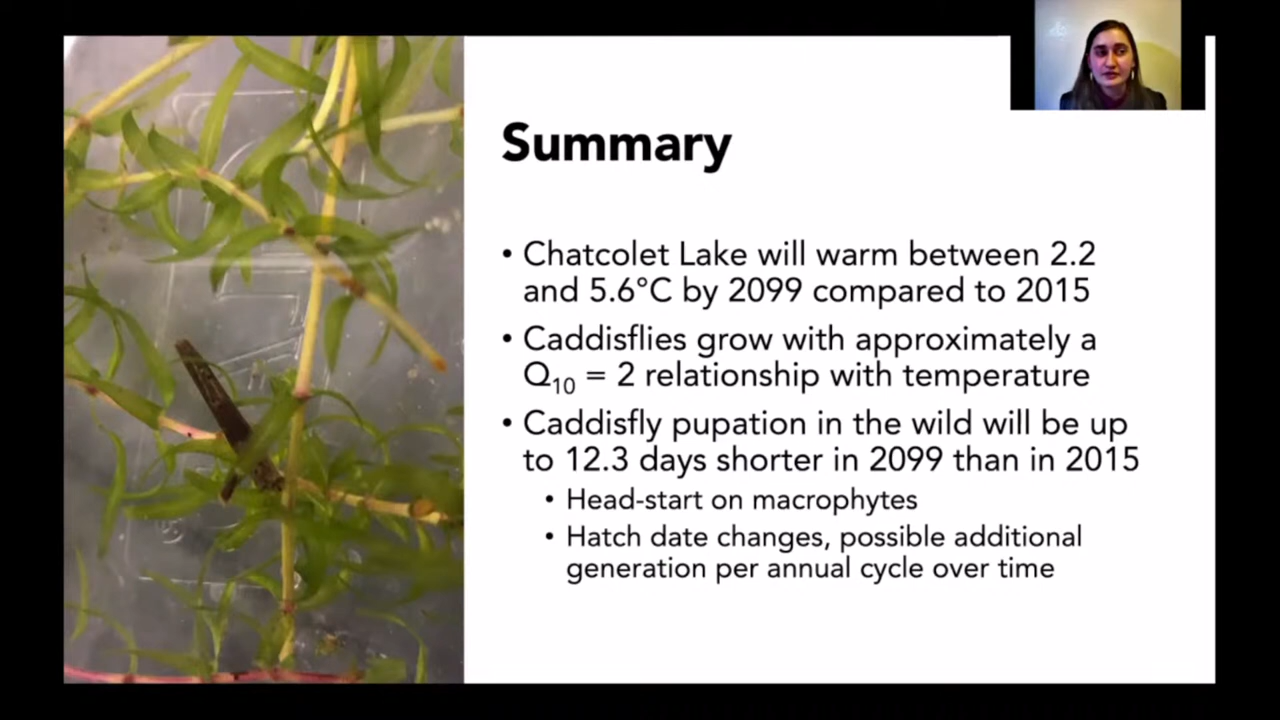 Summary
• Chatcolet Lake will warm between 2.2
and 5.6°C by 2099 compared to 2015
• Caddisflies grow with approximately a
Q₁₀ = 2 relationship with temperature
• Caddisfly pupation in the wild will be up
to 12.3 days shorter in 2099 than in 2015
• Head-start on macrophytes
• Hatch date changes, possible additional
generation per annual cycle over time